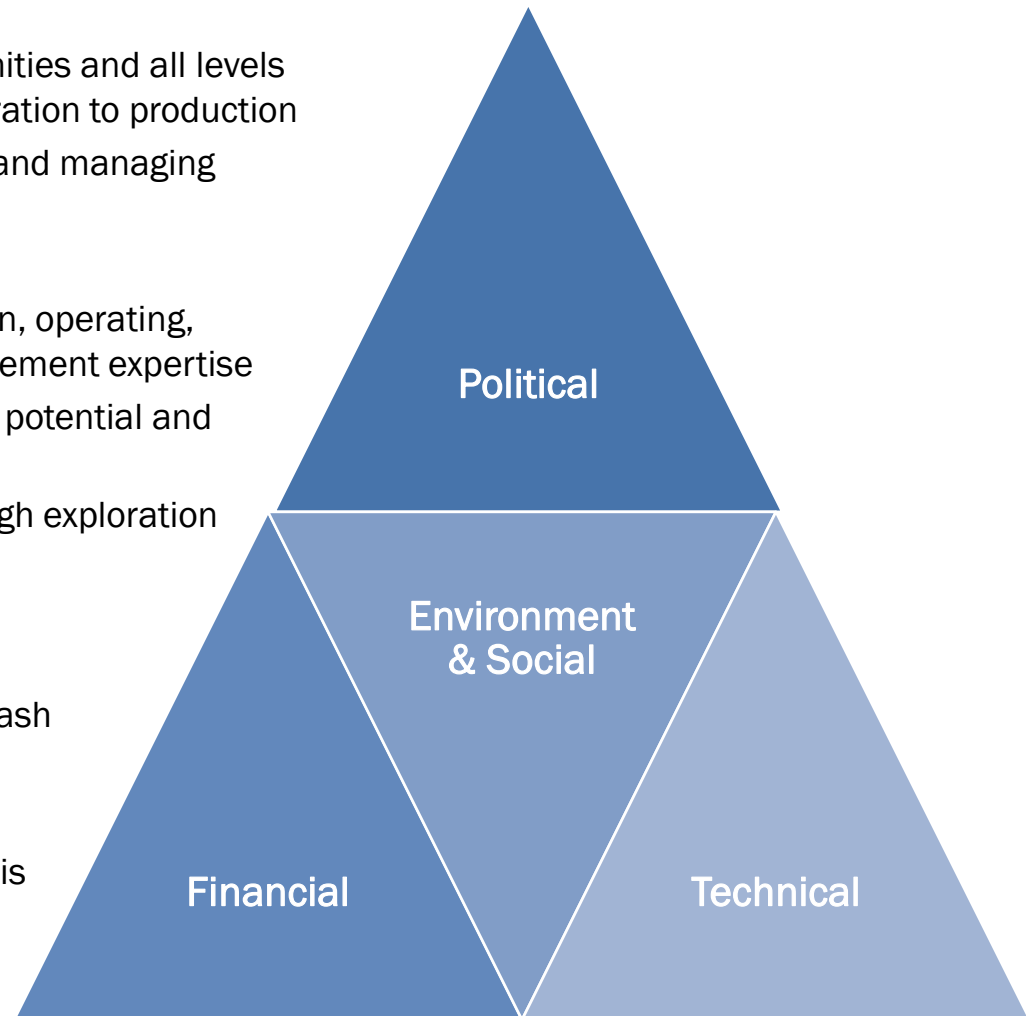 nities and all levels
ration to production
and managing
n, operating,
ement expertise
potential and
gh exploration
ash
is
Political
Environment
& Social
Financial
Technical